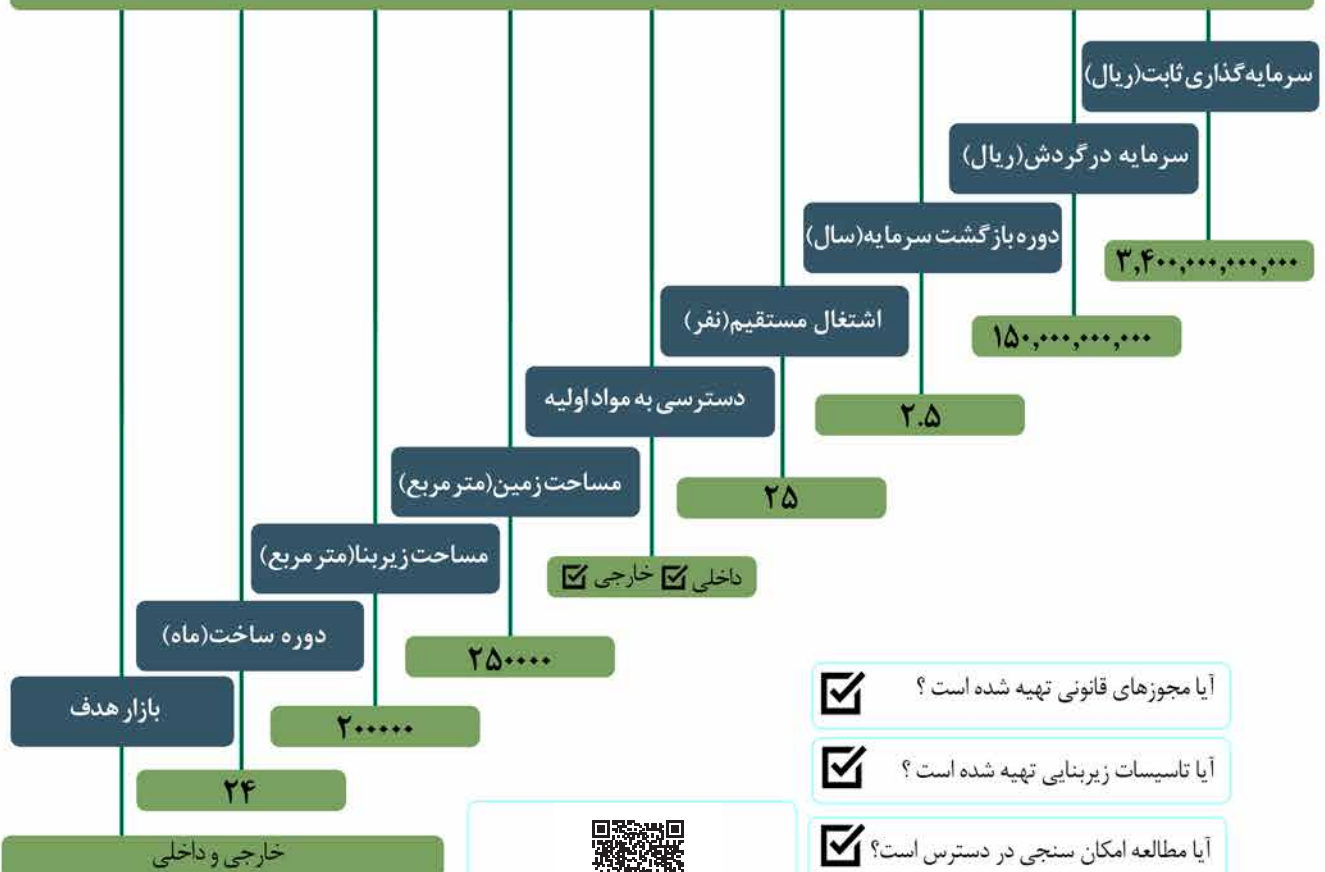 سرمایه‌گذاری ثابت(ریال)
۳,۴۰۰,۰۰۰,۰۰۰,۰۰۰
سرمایه در گردش(ریال)
۱۵۰,۰۰۰,۰۰۰,۰۰۰
دوره بازگشت سرمایه(سال)
۲.۵
اشتغال مستقیم(نفر)
۲۵
دسترسی به مواد اولیه
داخلی ☑ خارجی ☑
مساحت زمین(متر مربع)
۲۵۰۰۰۰
مساحت زیربنا(متر مربع)
۲۰۰۰۰۰
دوره ساخت(ماه)
۲۴
بازار هدف
خارجی و داخلی
آیا مجوزهای قانونی تهیه شده است ؟ ☑
آیا تاسیسات زیربنایی تهیه شده است ؟ ☑
آیا مطالعه امکان سنجی در دسترس است؟ ☑